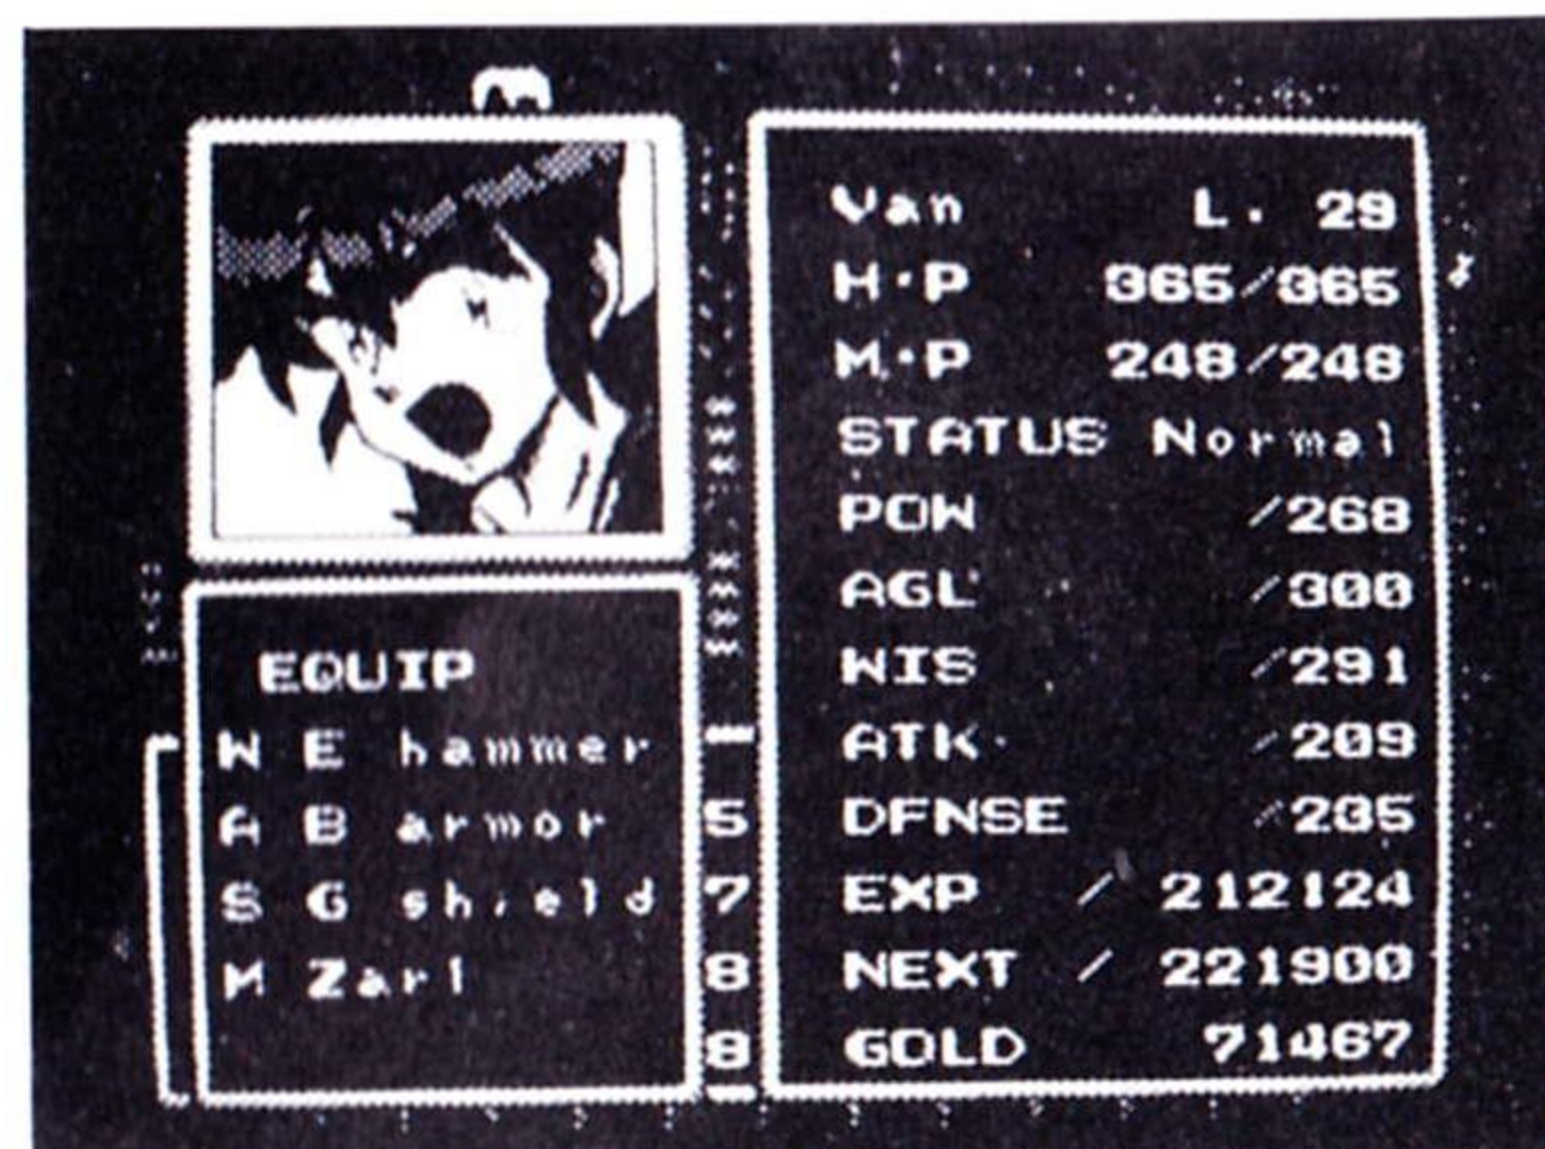 Van L. 29
H·P 365/365
M·P 248/248
STATUS Normal
POW /268
AGL /300
WIS /291
ATK /209
DFNSE /235
EXP / 212124
NEXT / 221900
GOLD 71467
EQUIP
W E hammer
A B armor
S G shield
M Zarl
5
7
8
8